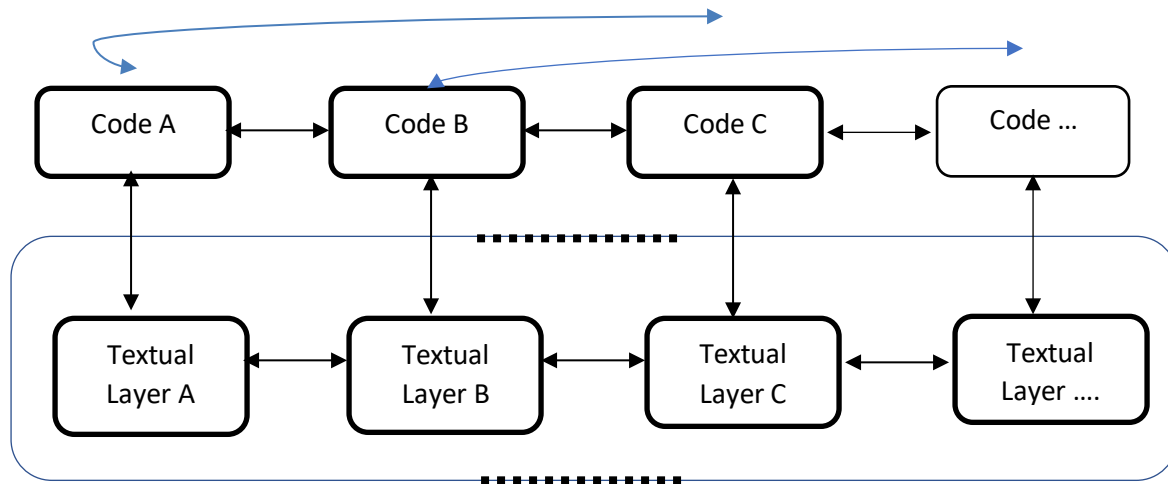 Code A
Code B
Code C
Code ...
Textual
Layer A
Textual
Layer B
Textual
Layer C
Textual
Layer ....